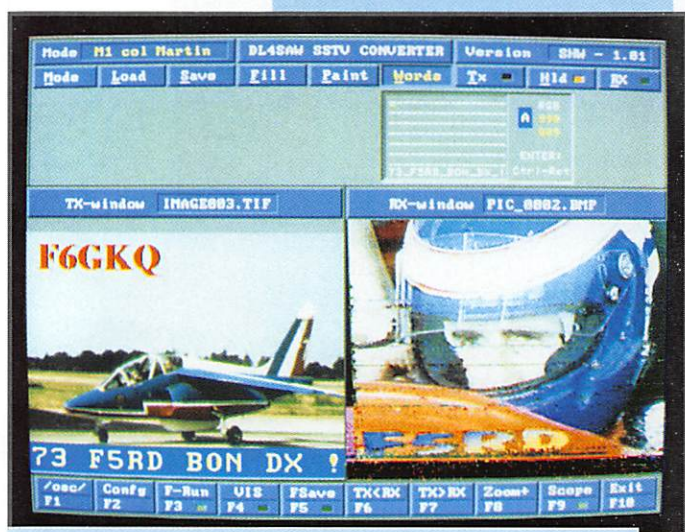 Mode M1 col Martin DL4SAW SSTV CONVERTER Version SHW - 1.01
Mode Load Save Fill Paint Words Tx Hld RX
RGB
A
ENTER=
73_F5RD_BON_DX_! Ctrl-Ret
TX-window IMAGE003.TIF RX-window PIC_0002.BMP
F6GKQ
F5RD
73 F5RD BON DX !
/osc/ Confg F-Run VIS FSave TX<RX TX>RX Zoom+ Scope Exit
F1 F2 F3 F4 F5 F6 F7 F8 F9 F10